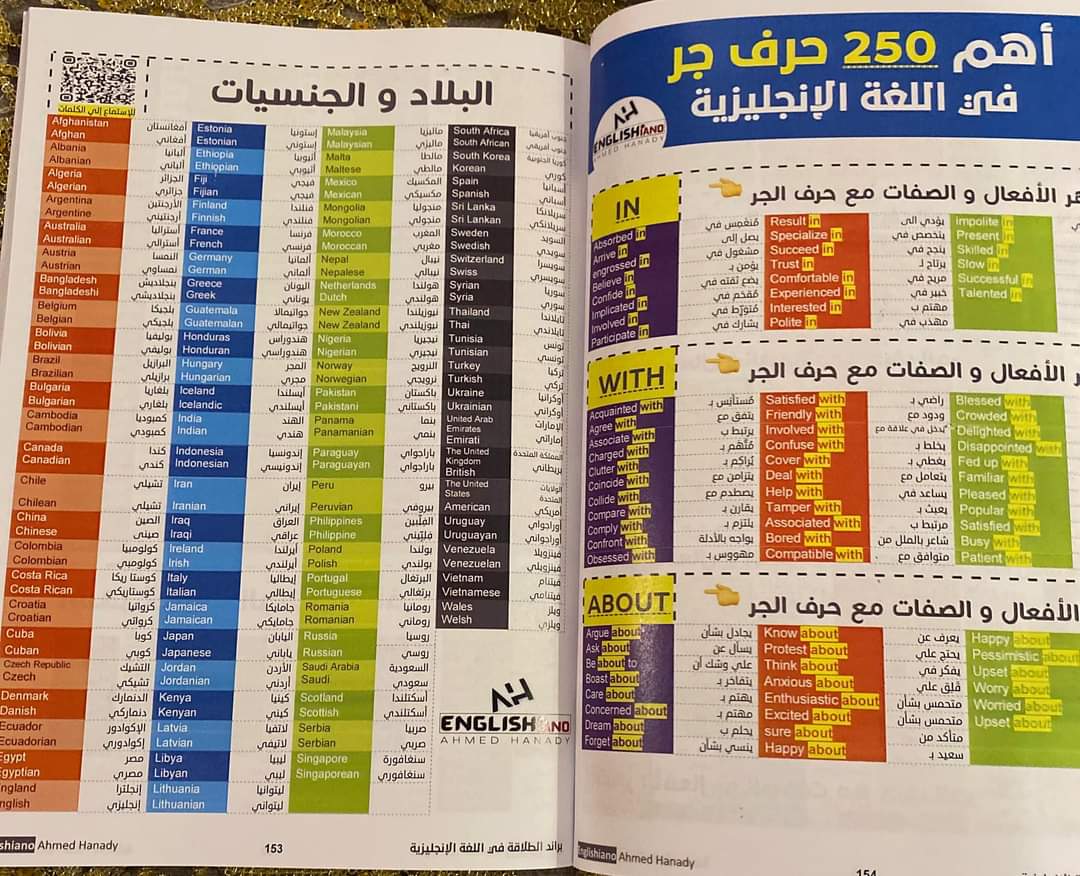 البلاد و الجنسيات
للإستماع إلي الكلمات
Afghanistan أفغانستان
Afghan أفغاني
Albania ألبانيا
Albanian ألباني
Algeria الجزائر
Algerian جزائري
Argentina الأرجنتين
Argentine أرجنتيني
Australia أستراليا
Australian أسترالي
Austria النمسا
Austrian نمساوي
Bangladesh بنجلاديش
Bangladeshi بنجلاديشي
Belgium بلجيكا
Belgian بلجيكي
Bolivia بوليفيا
Bolivian بوليفي
Brazil البرازيل
Brazilian برازيلي
Bulgaria بلغاريا
Bulgarian بلغاري
Cambodia كمبوديا
Cambodian كمبودي
Canada كندا
Canadian كندي
Chile تشيلي
Chilean تشيلي
China الصين
Chinese صيني
Colombia كولومبيا
Colombian كولومبي
Costa Rica كوستا ريكا
Costa Rican كوستاريكي
Croatia كرواتيا
Croatian كرواتي
Cuba كوبا
Cuban كوبي
Czech Republic التشيك
Czech تشيكي
Denmark الدنمارك
Danish دنماركي
Ecuador الإكوادور
Ecuadorian إكوادوري
Egypt مصر
Egyptian مصري
England إنجلترا
English إنجليزي
Estonia إستونيا
Estonian إستوني
Ethiopia أثيوبيا
Ethiopian أثيوبي
Fiji فيجي
Fijian فيجي
Finland فنلندا
Finnish فنلندي
France فرنسا
French فرنسي
Germany ألمانيا
German ألماني
Greece اليونان
Greek يوناني
Guatemala جواتيمالا
Guatemalan جواتيمالي
Honduras هندوراس
Honduran هندوراسي
Hungary المجر
Hungarian مجري
Iceland أيسلندا
Icelandic أيسلندي
India الهند
Indian هندي
Indonesia إندونسيا
Indonesian إندونيسي
Iran إيران
Iranian إيراني
Iraq العراق
Iraqi عراقي
Ireland أيرلندا
Irish أيرلندي
Italy إيطاليا
Italian إيطالي
Jamaica جامايكا
Jamaican جامايكي
Japan اليابان
Japanese ياباني
Jordan الأردن
Jordanian أردني
Kenya كينيا
Kenyan كيني
Latvia لاتفيا
Latvian لاتيفي
Libya ليبيا
Libyan ليبي
Lithuania ليتوانيا
Lithuanian ليتواني
Malaysia ماليزيا
Malaysian ماليزي
Malta مالطا
Maltese مالطي
Mexico المكسيك
Mexican مكسيكي
Mongolia منجوليا
Mongolian منجولي
Morocco المغرب
Moroccan مغربي
Nepal نيبال
Nepalese نيبالي
Netherlands هولندا
Dutch هولندي
New Zealand نيوزيلندا
New Zealand نيوزيلندي
Nigeria نيجيريا
Nigerian نيجيري
Norway النرويج
Norwegian نرويجي
Pakistan باكستان
Pakistani باكستاني
Panama بنما
Panamanian بنمي
Paraguay باراجواي
Paraguayan باراجواي
Peru بيرو
Peruvian بيروفي
Philippines الفلبين
Philippine فلبيني
Poland بولندا
Polish بولندي
Portugal البرتغال
Portuguese برتغالي
Romania رومانيا
Romanian روماني
Russia روسيا
Russian روسي
Saudi Arabia السعودية
Saudi سعودي
Scotland أسكتلندا
Scottish أسكتلندي
Serbia صربيا
Serbian صربي
Singapore سنغافورة
Singaporean سنغافوري
South Africa جنوب أفريقيا
South African جنوب أفريقي
South Korea كوريا الجنوبية
Korean كوري
Spain أسبانيا
Spanish أسباني
Sri Lanka سريلانكا
Sri Lankan سريلانكي
Sweden السويد
Swedish سويدي
Switzerland سويسرا
Swiss سويسري
Syrian سوريا
Syria سوري
Thailand تايلاندا
Thai تايلاندي
Tunisia تونس
Tunisian تونسي
Turkey تركيا
Turkish تركي
Ukraine أوكرانيا
Ukrainian أوكراني
United Arab Emirates الإمارات
Emirati إماراتي
The United Kingdom المملكة المتحدة
British بريطاني
The United States الولايات المتحدة
American أمريكي
Uruguay أوراجواي
Uruguayan أوراجواي
Venezuela فينزويلا
Venezuelan فينزويلي
Vietnam فيتنام
Vietnamese فيتنامي
Wales ويلز
Welsh ويلزي
AH
ENGLISHIANO
AHMED HANADY
shiano Ahmed Hanady
153
براند الطلاقة في اللغة الإنجليزية
أهم 250 حرف جر
في اللغة الإنجليزية
AH
ENGLISHIANO
AHMED HANADY
IN
الأفعال و الصفات مع حرف الجر
Absorbed in مُنغمس في
Arrive in يصل إلى
engrossed in مشغول في
Believe in يؤمن بـ
Confide in يضع ثقته في
Implicated in مُقحَم في
Involved in مُتورّط في
Participate in يشارك في
Result in يؤدي الى
Specialize in يتخصص في
Succeed in ينجح في
Trust in يرتاح لـ
Comfortable in مريح في
Experienced in خبير في
Interested in مهتم بـ
Polite in مهذب في
Impolite in
Present in
Skilled in
Slow in
Successful in
Talented in
WITH
الأفعال و الصفات مع حرف الجر
Acquainted with مُستأنِس بـ
Agree with يتفق مع
Associate with يرتبط بـ
Charged with مُتّهم بـ
Clutter with يُراكِم بـ
Coincide with يتزامن مع
Collide with يصطدم مع
Compare with يقارن بـ
Comply with يلتزم بـ
Confront with يواجه بالأدلة
Obsessed with مهووس بـ
Satisfied with راضي بـ
Friendly with ودود مع
Involved with يُدخل في علاقة مع
Confuse with يخلط بـ
Cover with يغطي بـ
Deal with يتعامل مع
Help with يساعد في
Tamper with يعبث بـ
Associated with مرتبط بـ
Bored with شاعر بالملل من
Compatible with متوافق مع
Blessed with
Crowded with
Delighted with
Disappointed with
Fed up with
Familiar with
Pleased with
Popular with
Satisfied with
Busy with
Patient with
ABOUT
الأفعال و الصفات مع حرف الجر
Argue about يجادل بشأن
Ask about يسأل عن
Be about to علي وشك أن
Boast about يتفاخر بـ
Care about يهتم بـ
Concerned about مهتم بـ
Dream about يحلم بـ
Forget about ينسي بشأن
Know about يعرف عن
Protest about يحتج علي
Think about يفكر في
Anxious about قلِق علي
Enthusiastic about متحمس بشأن
Excited about متحمس بشأن
sure about متأكد من
Happy about سعيد بـ
Happy about
Pessimistic about
Upset about
Worry about
Worried about
Upset about
Englishiano Ahmed Hanady
154